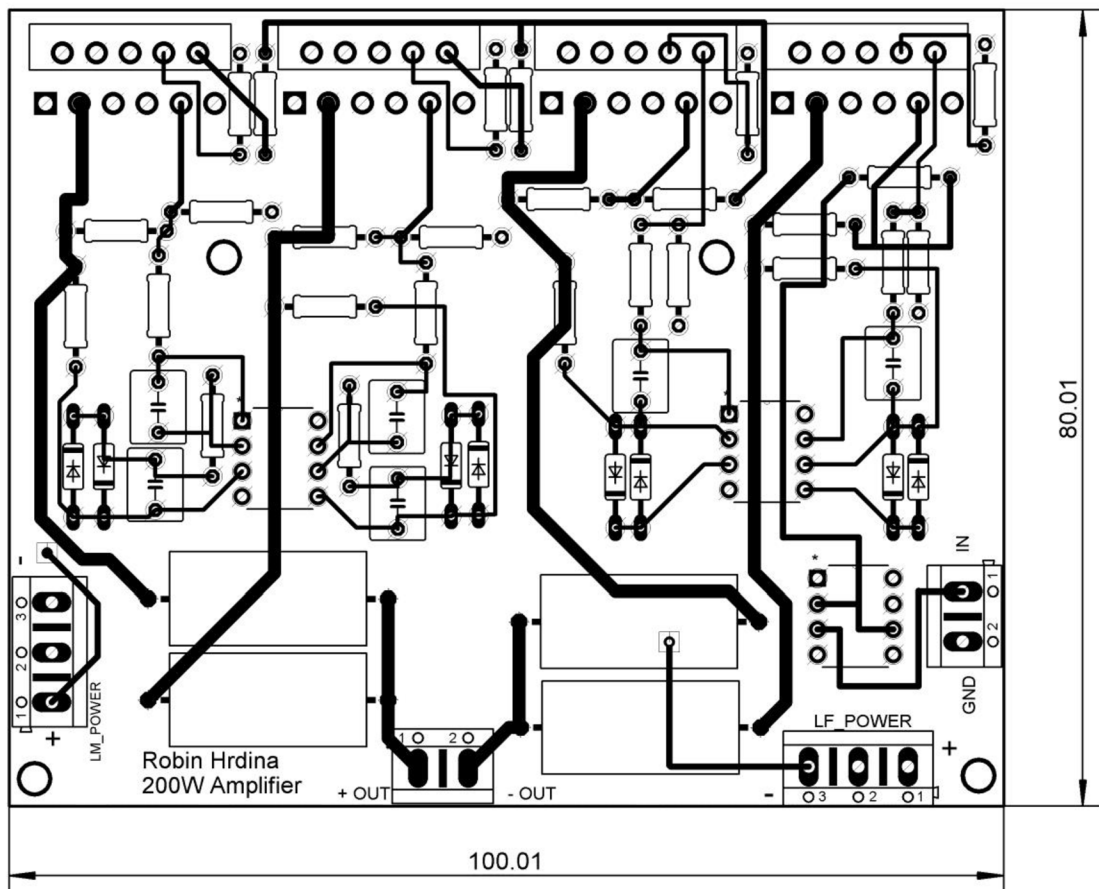 80.01
*
*
IN
1
2
GND
-
3
2
1
+
LM_POWER
*
LF_POWER
+
-
3
2
1
1
2
Robin Hrdina
200W Amplifier
+ OUT
- OUT
100.01